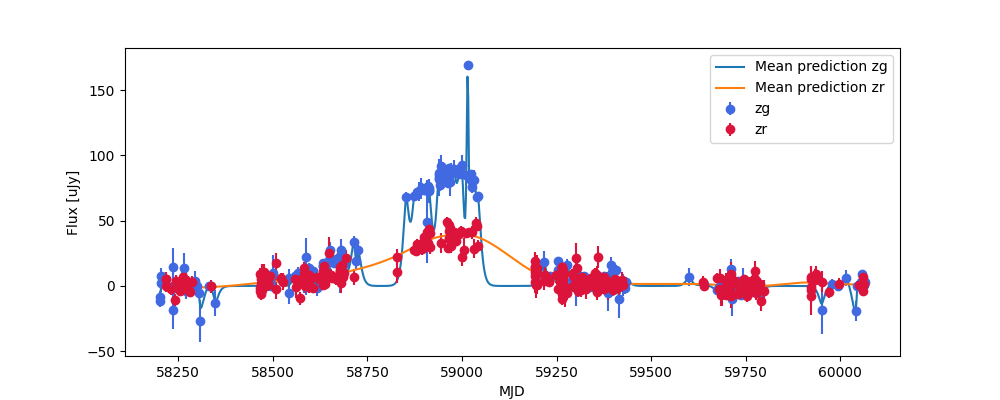 Mean prediction zg
Mean prediction zr
zg
zr
Flux [uJy]
150
100
50
0
−50
58250
58500
58750
59000
59250
59500
59750
60000
MJD